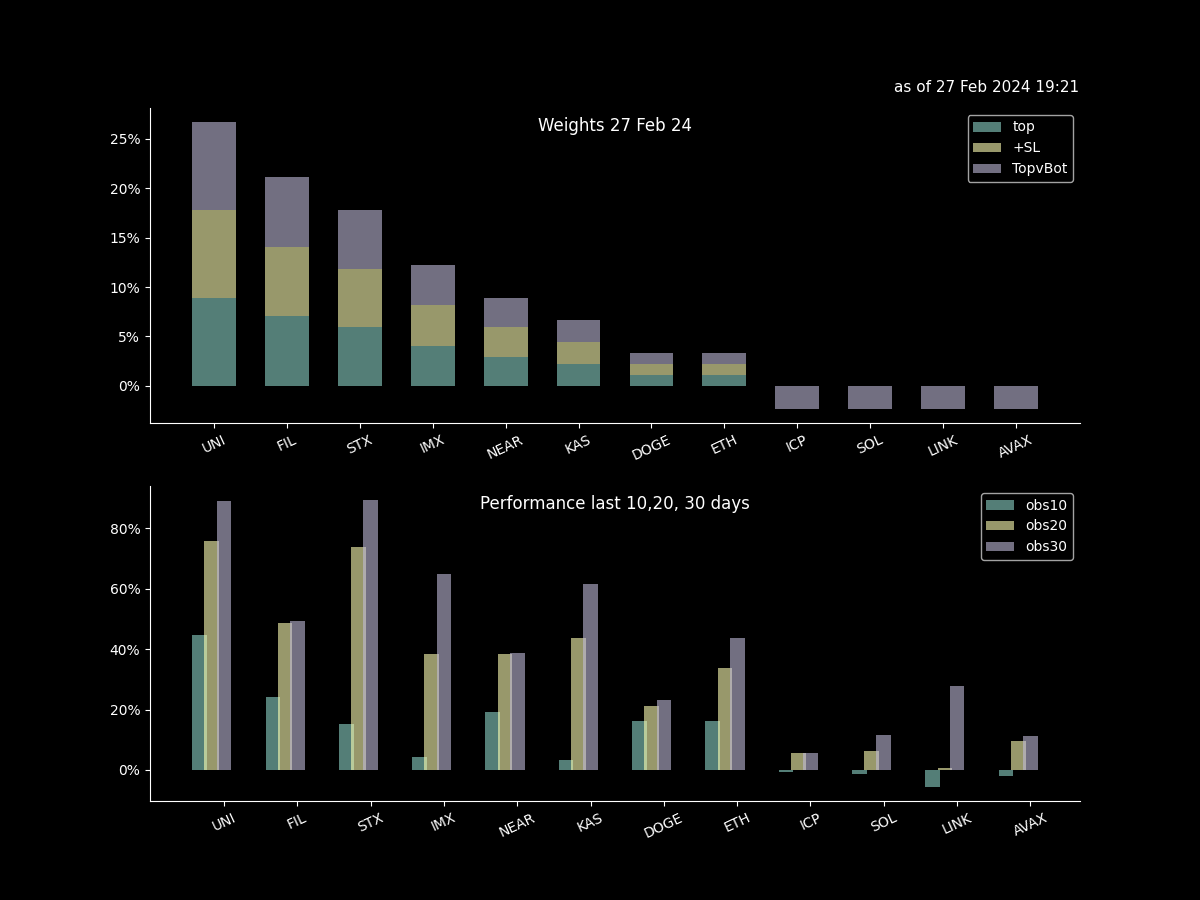 as of 27 Feb 2024 19:21
Weights 27 Feb 24
top
+SL
TopvBot
25%
20%
15%
10%
5%
0%
UNI FIL STX IMX NEAR KAS DOGE ETH ICP SOL LINK AVAX
Performance last 10,20, 30 days
obs10
obs20
obs30
80%
60%
40%
20%
0%
UNI FIL STX IMX NEAR KAS DOGE ETH ICP SOL LINK AVAX